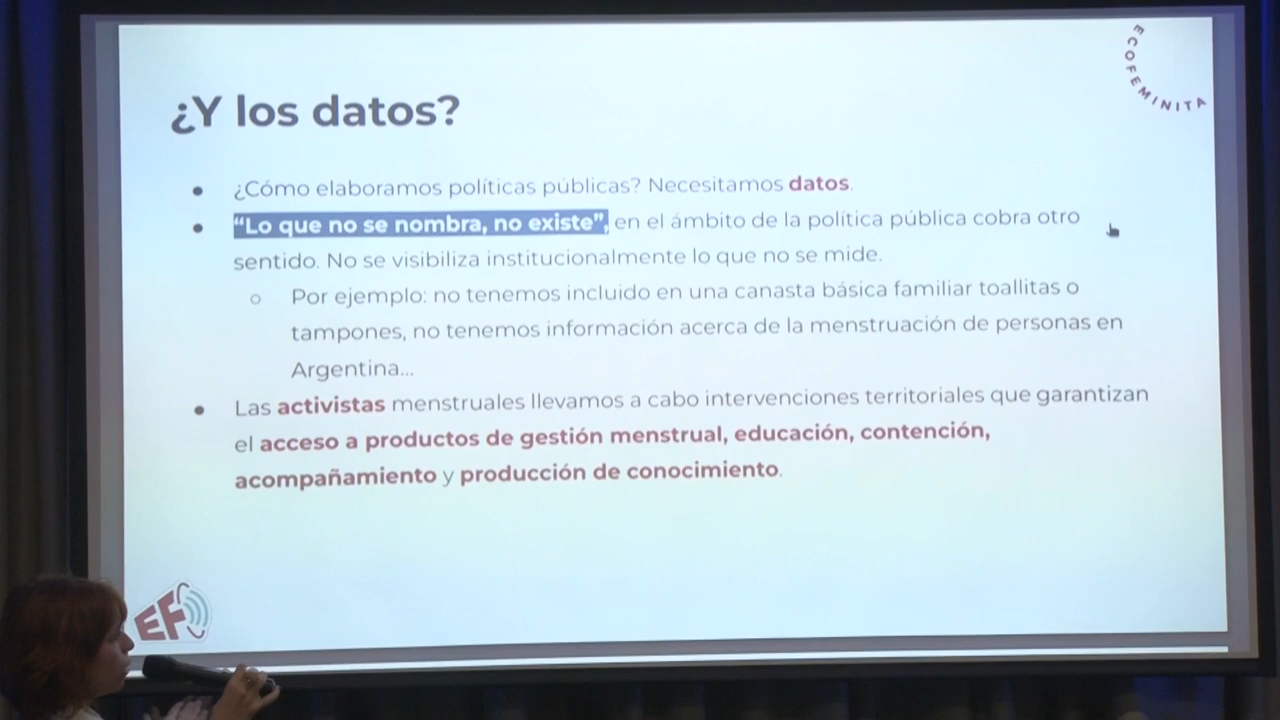 ECOFEMINITA
¿Y los datos?
● ¿Cómo elaboramos políticas públicas? Necesitamos datos.
● “Lo que no se nombra, no existe”, en el ámbito de la política pública cobra otro
sentido. No se visibiliza institucionalmente lo que no se mide.
○ Por ejemplo: no tenemos incluido en una canasta básica familiar toallitas o
tampones, no tenemos información acerca de la menstruación de personas en
Argentina...
● Las activistas menstruales llevamos a cabo intervenciones territoriales que garantizan
el acceso a productos de gestión menstrual, educación, contención,
acompañamiento y producción de conocimiento.
EF